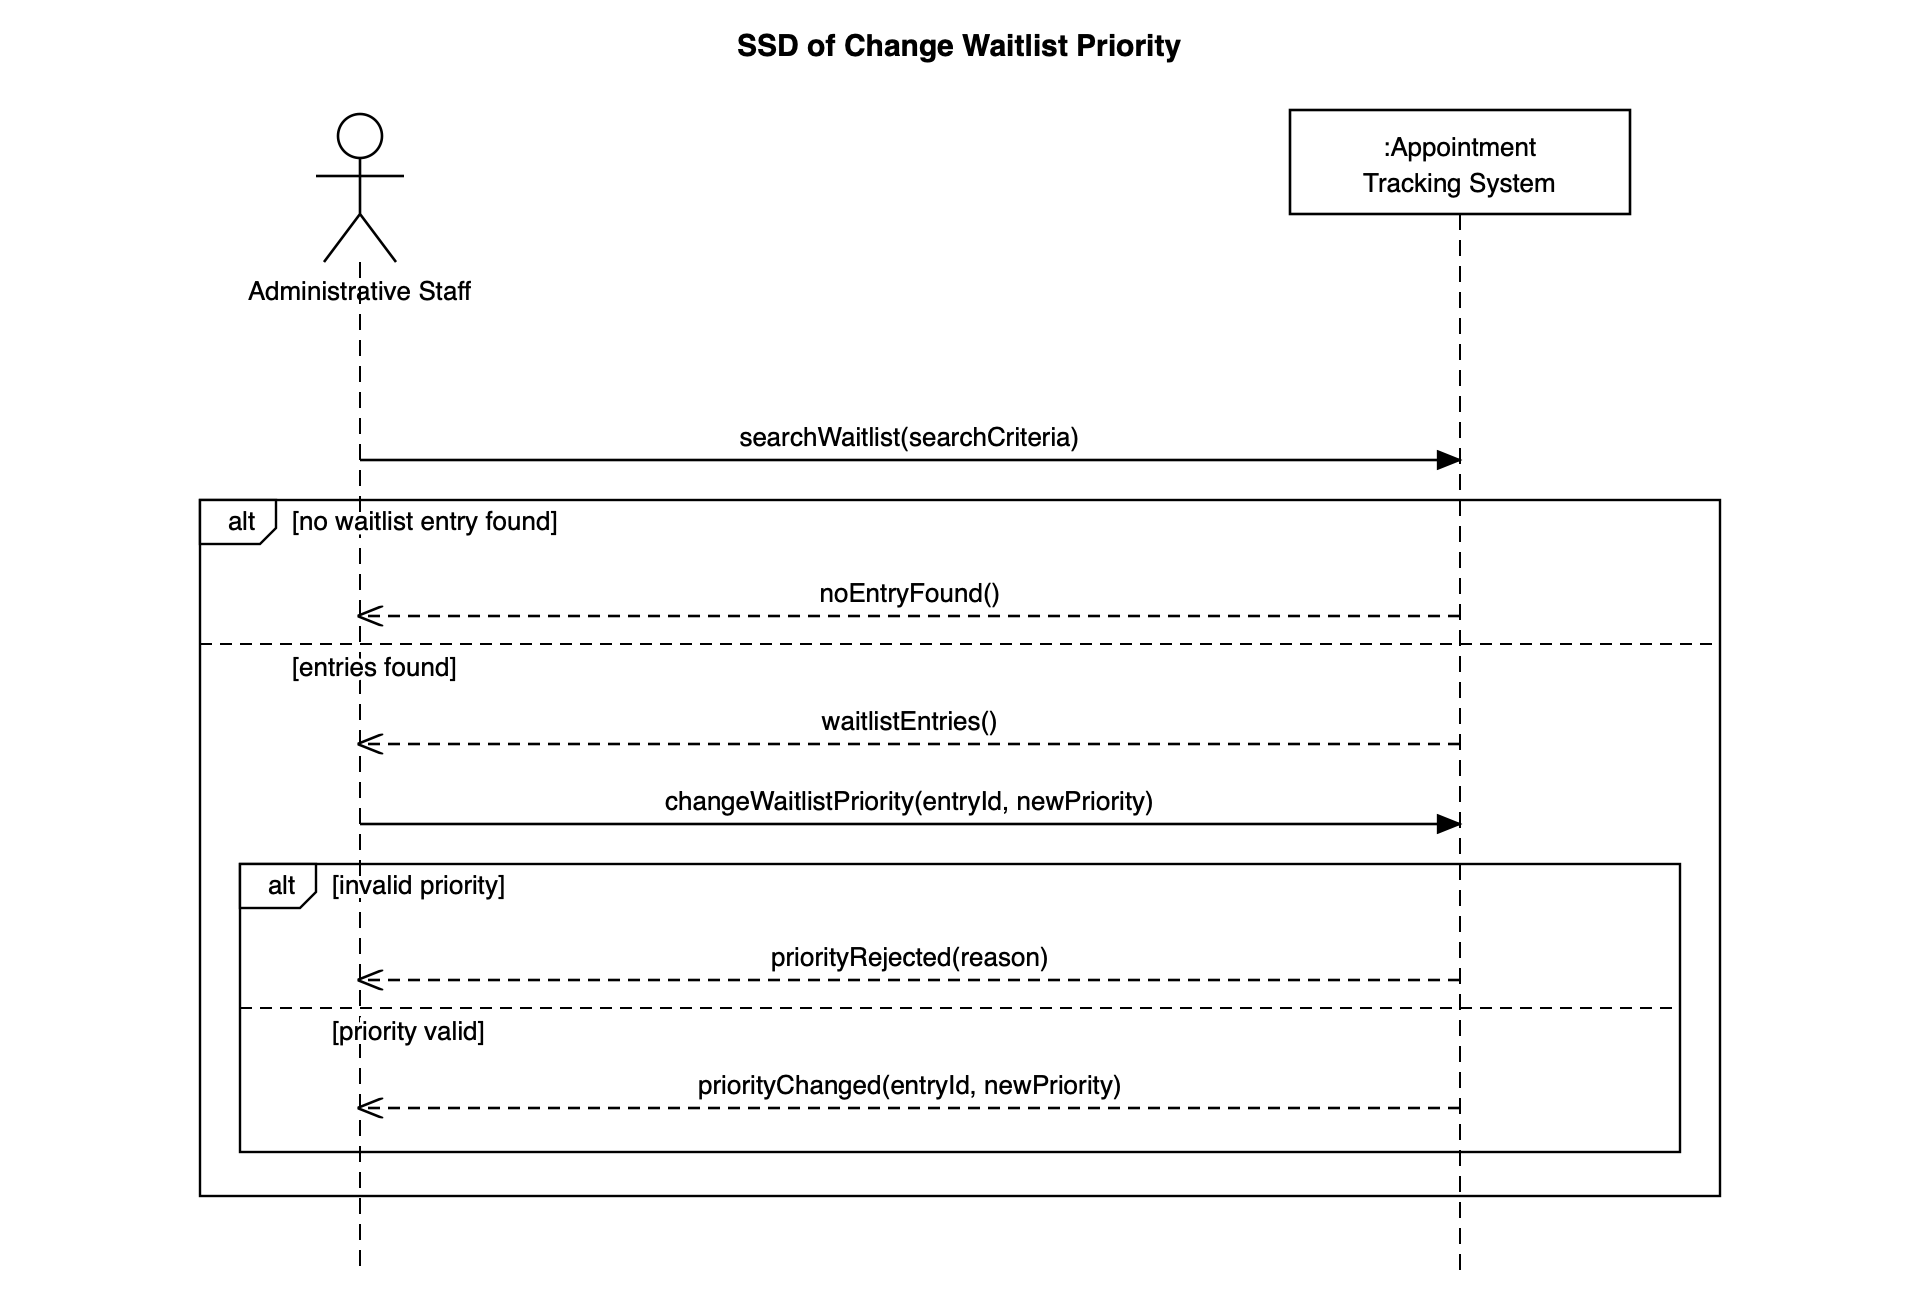 SSD of Change Waitlist Priority
:Appointment
Tracking System
Administrative Staff
searchWaitlist(searchCriteria)
alt [no waitlist entry found]
noEntryFound()
[entries found]
waitlistEntries()
changeWaitlistPriority(entryId, newPriority)
alt [invalid priority]
priorityRejected(reason)
[priority valid]
priorityChanged(entryId, newPriority)